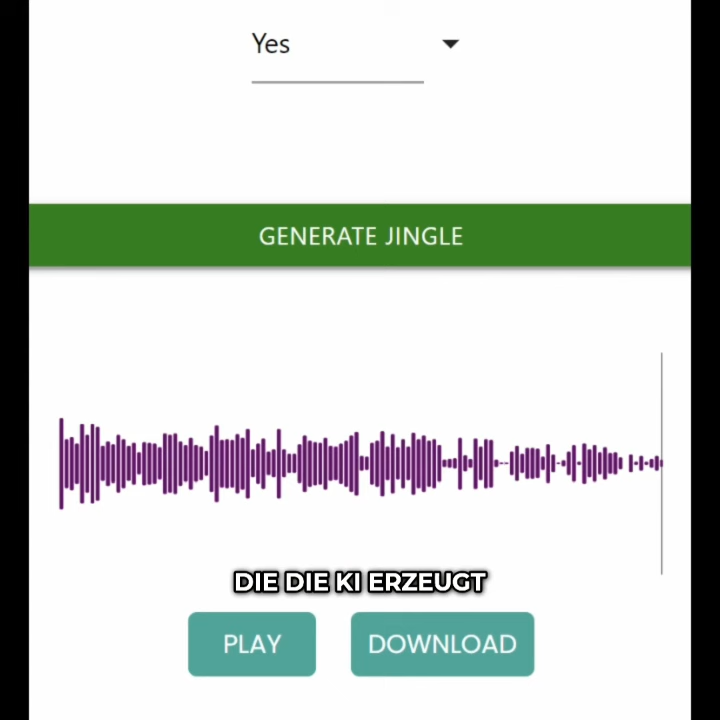 Yes
GENERATE JINGLE
DIE DIE KI ERZEUGT
PLAY
DOWNLOAD